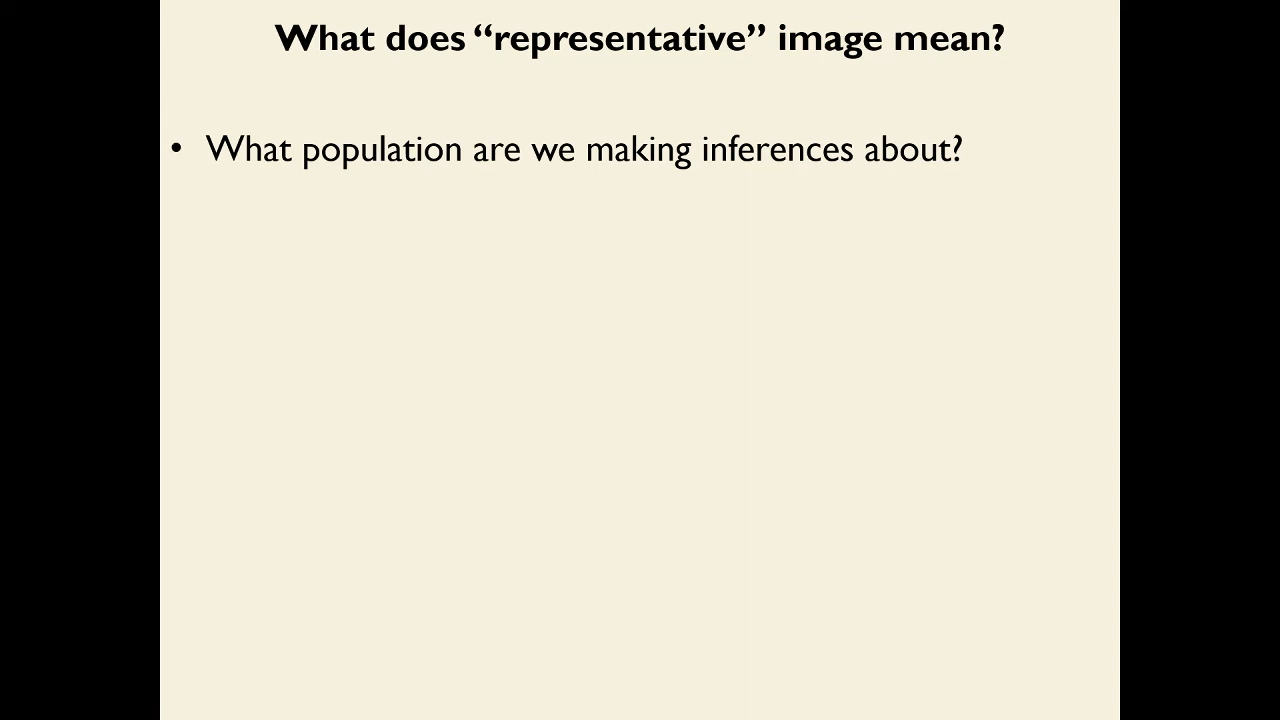 What does “representative” image mean?
• What population are we making inferences about?